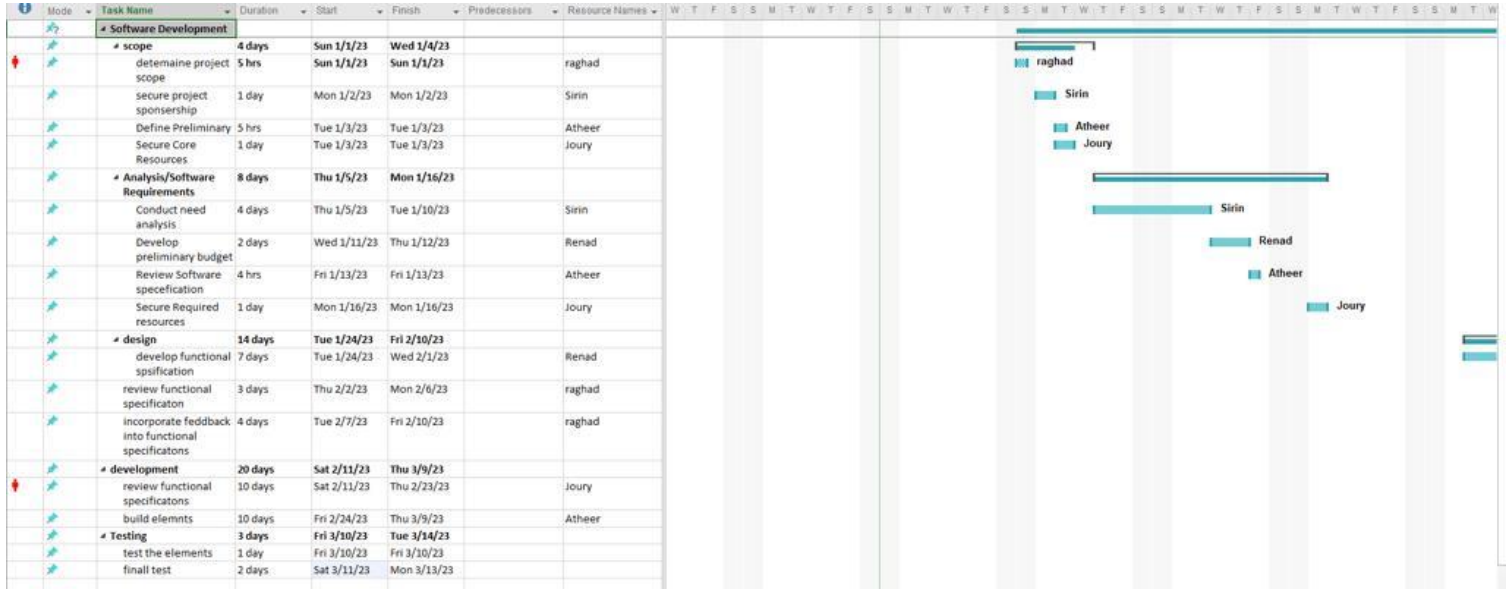 Mode Task Name Duration Start Finish Predecessors Resource Names W T F S S M T W T F S S M T W T F S S M T W T F S S M T W T F S S M T W T F S S M T W
Software Development
scope 4 days Sun 1/1/23 Wed 1/4/23
detemaine project 5 hrs Sun 1/1/23 Sun 1/1/23 raghad raghad
scope
secure project 1 day Mon 1/2/23 Mon 1/2/23 Sirin Sirin
sponsership
Define Preliminary 5 hrs Tue 1/3/23 Tue 1/3/23 Atheer Atheer
Secure Core 1 day Tue 1/3/23 Tue 1/3/23 Joury Joury
Resources
Analysis/Software 8 days Thu 1/5/23 Mon 1/16/23
Requirements
Conduct need 4 days Thu 1/5/23 Tue 1/10/23 Sirin Sirin
analysis
Develop 2 days Wed 1/11/23 Thu 1/12/23 Renad Renad
preliminary budget
Review Software 4 hrs Fri 1/13/23 Fri 1/13/23 Atheer Atheer
specefication
Secure Required 1 day Mon 1/16/23 Mon 1/16/23 Joury Joury
resources
design 14 days Tue 1/24/23 Fri 2/10/23
develop functional 7 days Tue 1/24/23 Wed 2/1/23 Renad
spsification
review functional 3 days Thu 2/2/23 Mon 2/6/23 raghad
specificaton
incorporate feddback 4 days Tue 2/7/23 Fri 2/10/23 raghad
into functional
specificatons
development 20 days Sat 2/11/23 Thu 3/9/23
review functional 10 days Sat 2/11/23 Thu 2/23/23 Joury
specificatons
build elemnts 10 days Fri 2/24/23 Thu 3/9/23 Atheer
Testing 3 days Fri 3/10/23 Tue 3/14/23
test the elements 1 day Fri 3/10/23 Fri 3/10/23
finall test 2 days Sat 3/11/23 Mon 3/13/23